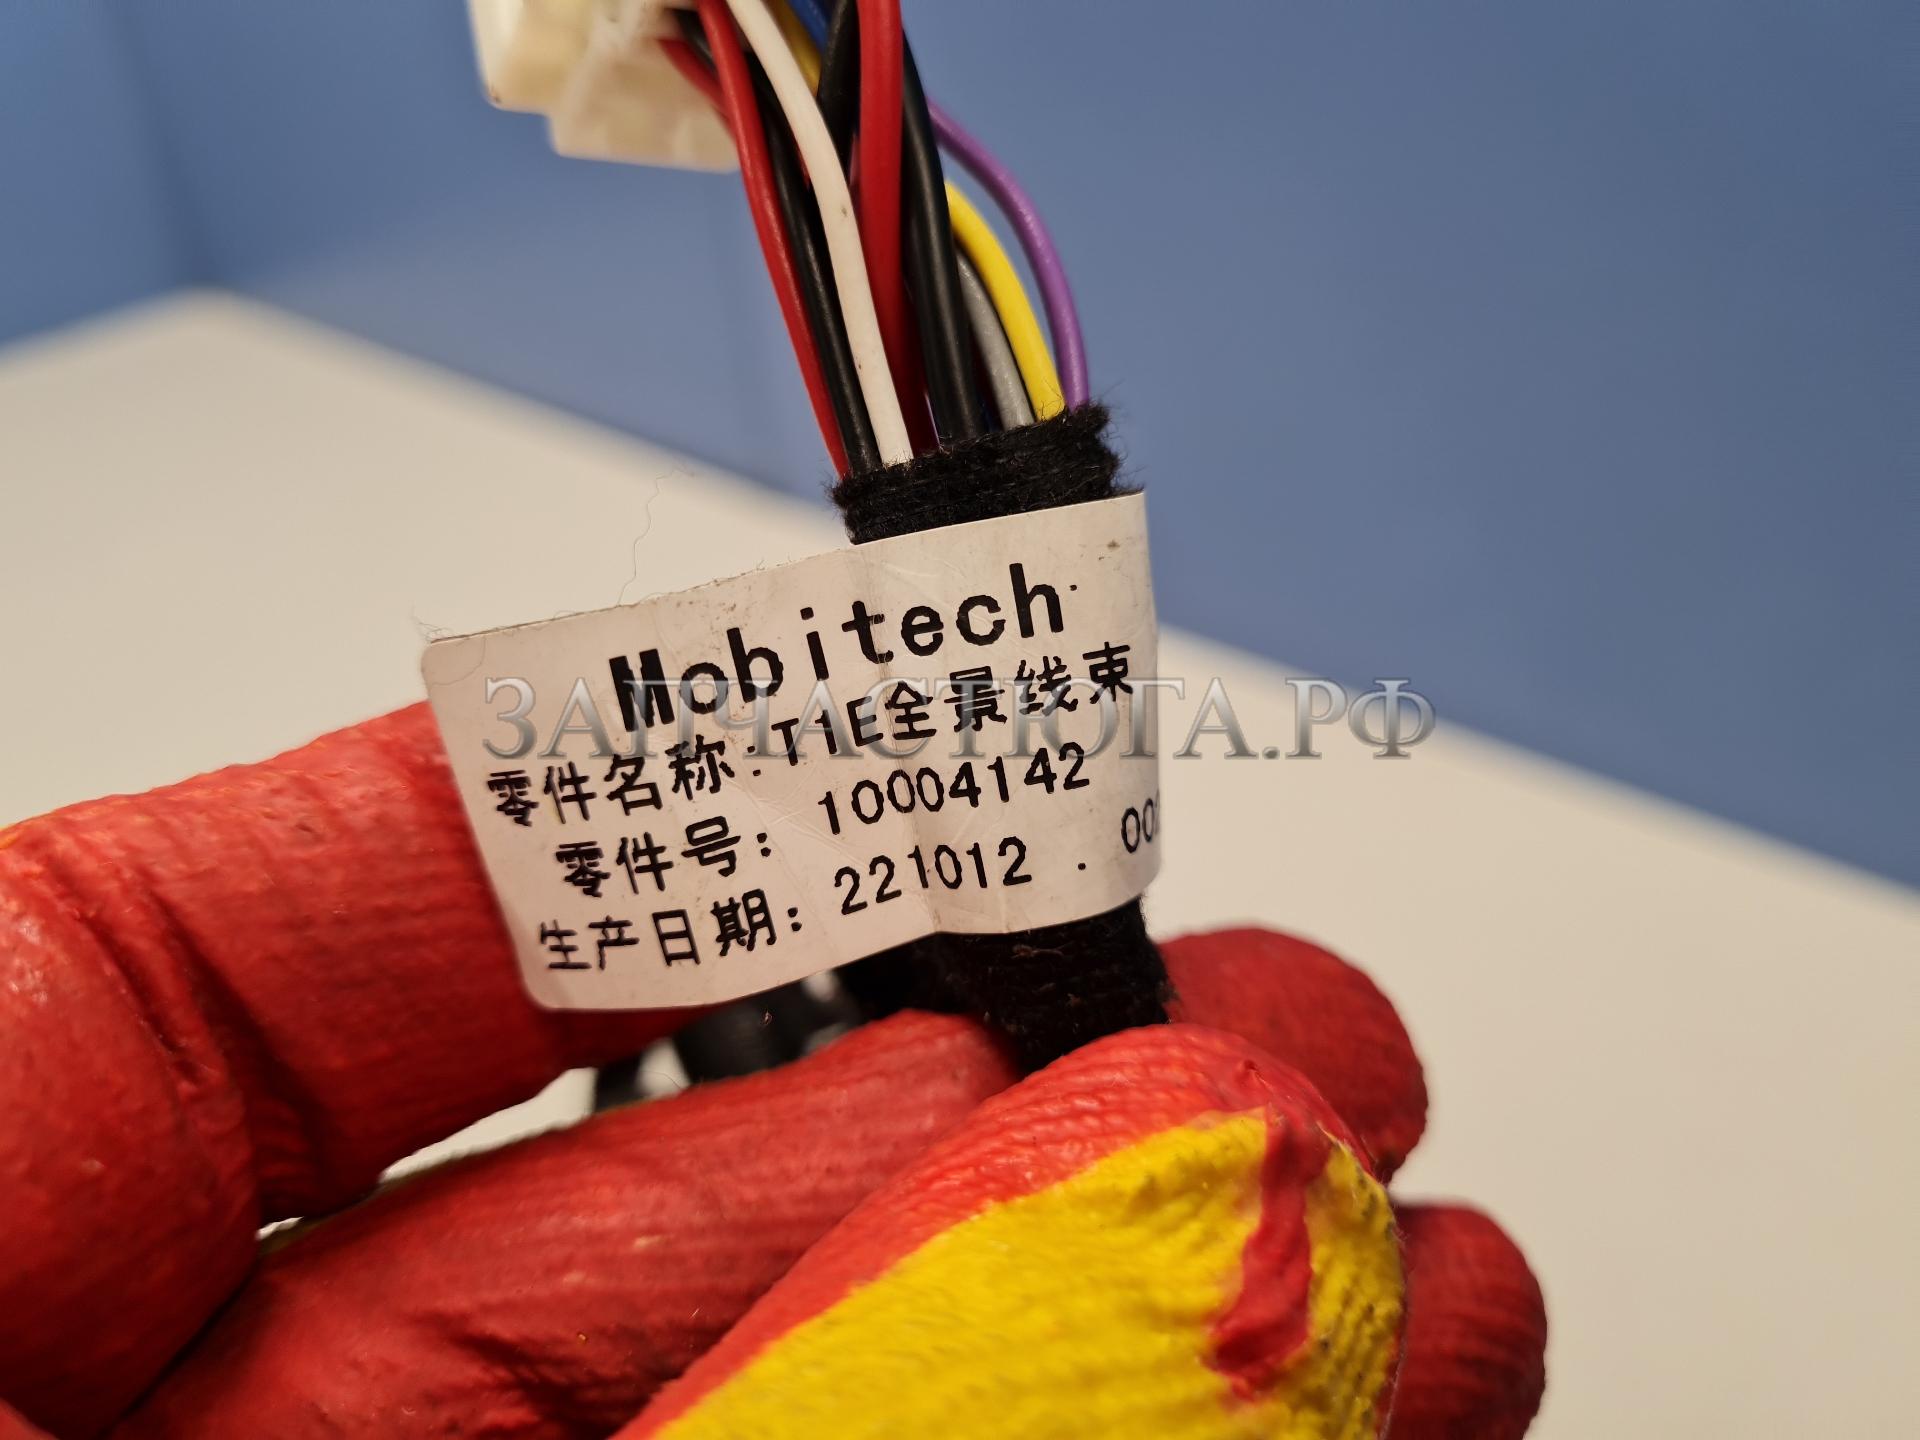 Mobitech
零件名称:T1E全景线束
零件号: 10004142
生产日期: 221012 . 002
ЗАПЧАСТЮГА.РФ